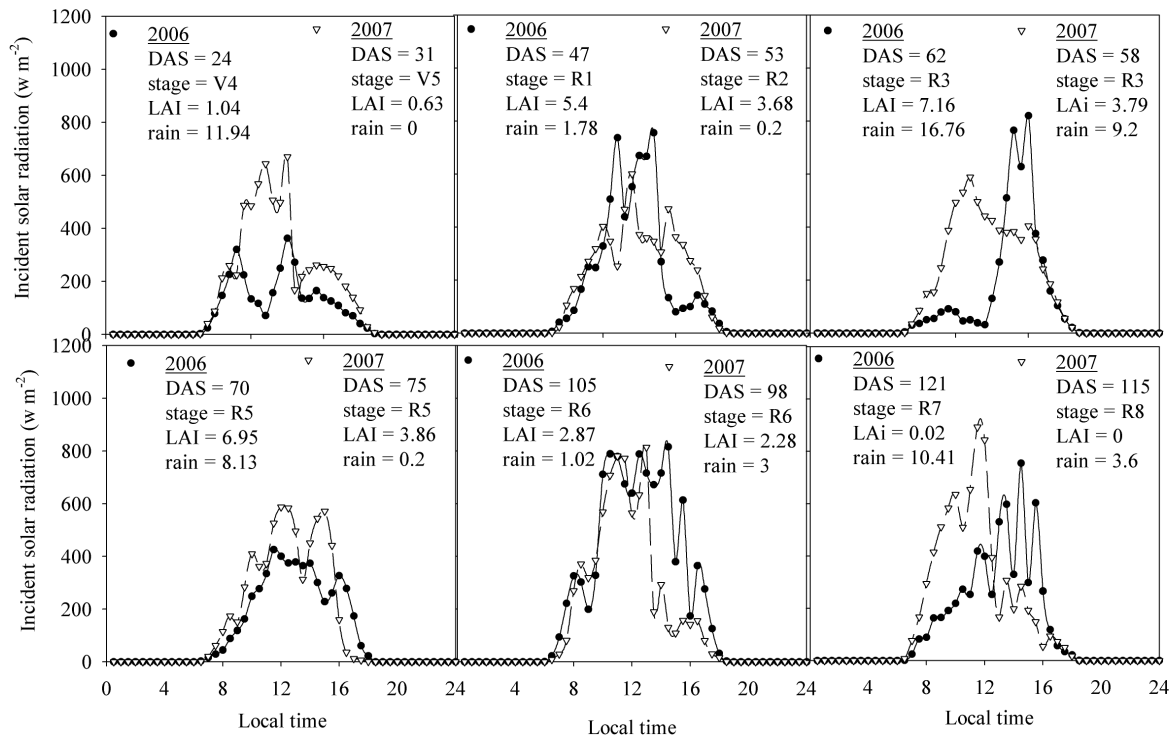 1200
1000
800
600
400
200
0
Incident solar radiation (w m-2)
2006
DAS = 24
stage = V4
LAI = 1.04
rain = 11.94
2007
DAS = 31
stage = V5
LAI = 0.63
rain = 0
2006
DAS = 47
stage = R1
LAI = 5.4
rain = 1.78
2007
DAS = 53
stage = R2
LAI = 3.68
rain = 0.2
2006
DAS = 62
stage = R3
LAI = 7.16
rain = 16.76
2007
DAS = 58
stage = R3
LAi = 3.79
rain = 9.2
1200
1000
800
600
400
200
0
Incident solar radiation (w m-2)
2006
DAS = 70
stage = R5
LAI = 6.95
rain = 8.13
2007
DAS = 75
stage = R5
LAI = 3.86
rain = 0.2
2006
DAS = 105
stage = R6
LAI = 2.87
rain = 1.02
2007
DAS = 98
stage = R6
LAI = 2.28
rain = 3
2006
DAS = 121
stage = R7
LAi = 0.02
rain = 10.41
2007
DAS = 115
stage = R8
LAI = 0
rain = 3.6
0 4 8 12 16 20 24
4 8 12 16 20 24
4 8 12 16 20 24
Local time
Local time
Local time